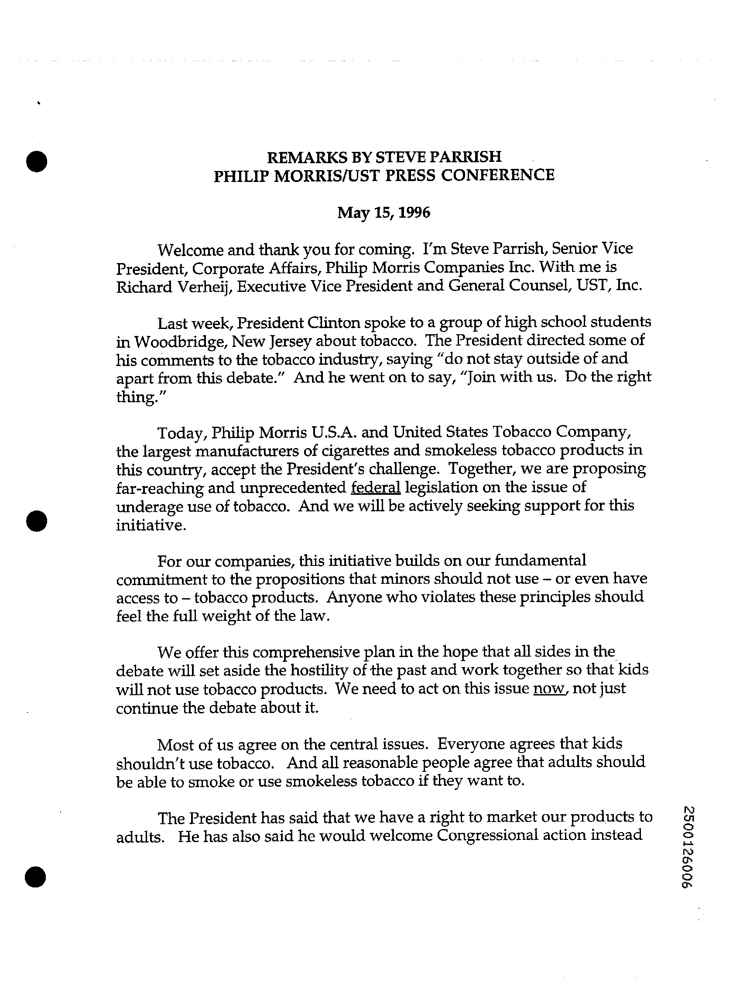 REMARKS BY STEVE PARRISH
PHILIP MORRIS/UST PRESS CONFERENCE
May 15, 1996
Welcome and thank you for coming. I'm Steve Parrish, Senior Vice
President, Corporate Affairs, Philip Morris Companies Inc. With me is
Richard Verheij, Executive Vice President and General Counsel, UST, Inc.
Last week, President Clinton spoke to a group of high school students
in Woodbridge, New Jersey about tobacco. The President directed some of
his comments to the tobacco industry, saying "do not stay outside of and
apart from this debate." And he went on to say, "Join with us. Do the right
thing."
Today, Philip Morris U.S.A. and United States Tobacco Company,
the largest manufacturers of cigarettes and smokeless tobacco products in
this country, accept the President's challenge. Together, we are proposing
far-reaching and unprecedented federal legislation on the issue of
underage use of tobacco. And we will be actively seeking support for this
initiative.
For our companies, this initiative builds on our fundamental
commitment to the propositions that minors should not use – or even have
access to – tobacco products. Anyone who violates these principles should
feel the full weight of the law.
We offer this comprehensive plan in the hope that all sides in the
debate will set aside the hostility of the past and work together so that kids
will not use tobacco products. We need to act on this issue now, not just
continue the debate about it.
Most of us agree on the central issues. Everyone agrees that kids
shouldn't use tobacco. And all reasonable people agree that adults should
be able to smoke or use smokeless tobacco if they want to.
The President has said that we have a right to market our products to
adults. He has also said he would welcome Congressional action instead
2500126006